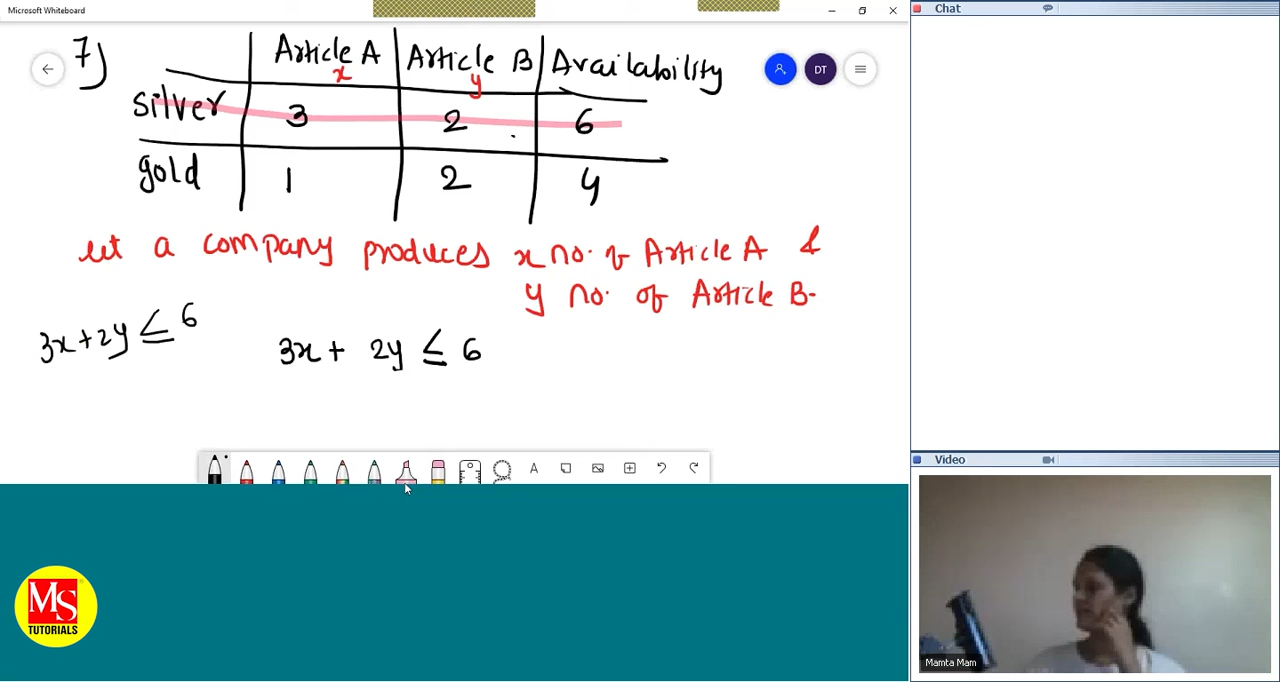 Microsoft Whiteboard
Chat
7)
Article A
Article B
Availability
x
y
DT
silver 3 2 6
gold 1 2 4
let a company produces x no. of Article A &
y no. of Article B-
3x+2y ≤ 6
3x+ 2y ≤ 6
A
Video
MS
TUTORIALS
Mamta Mam